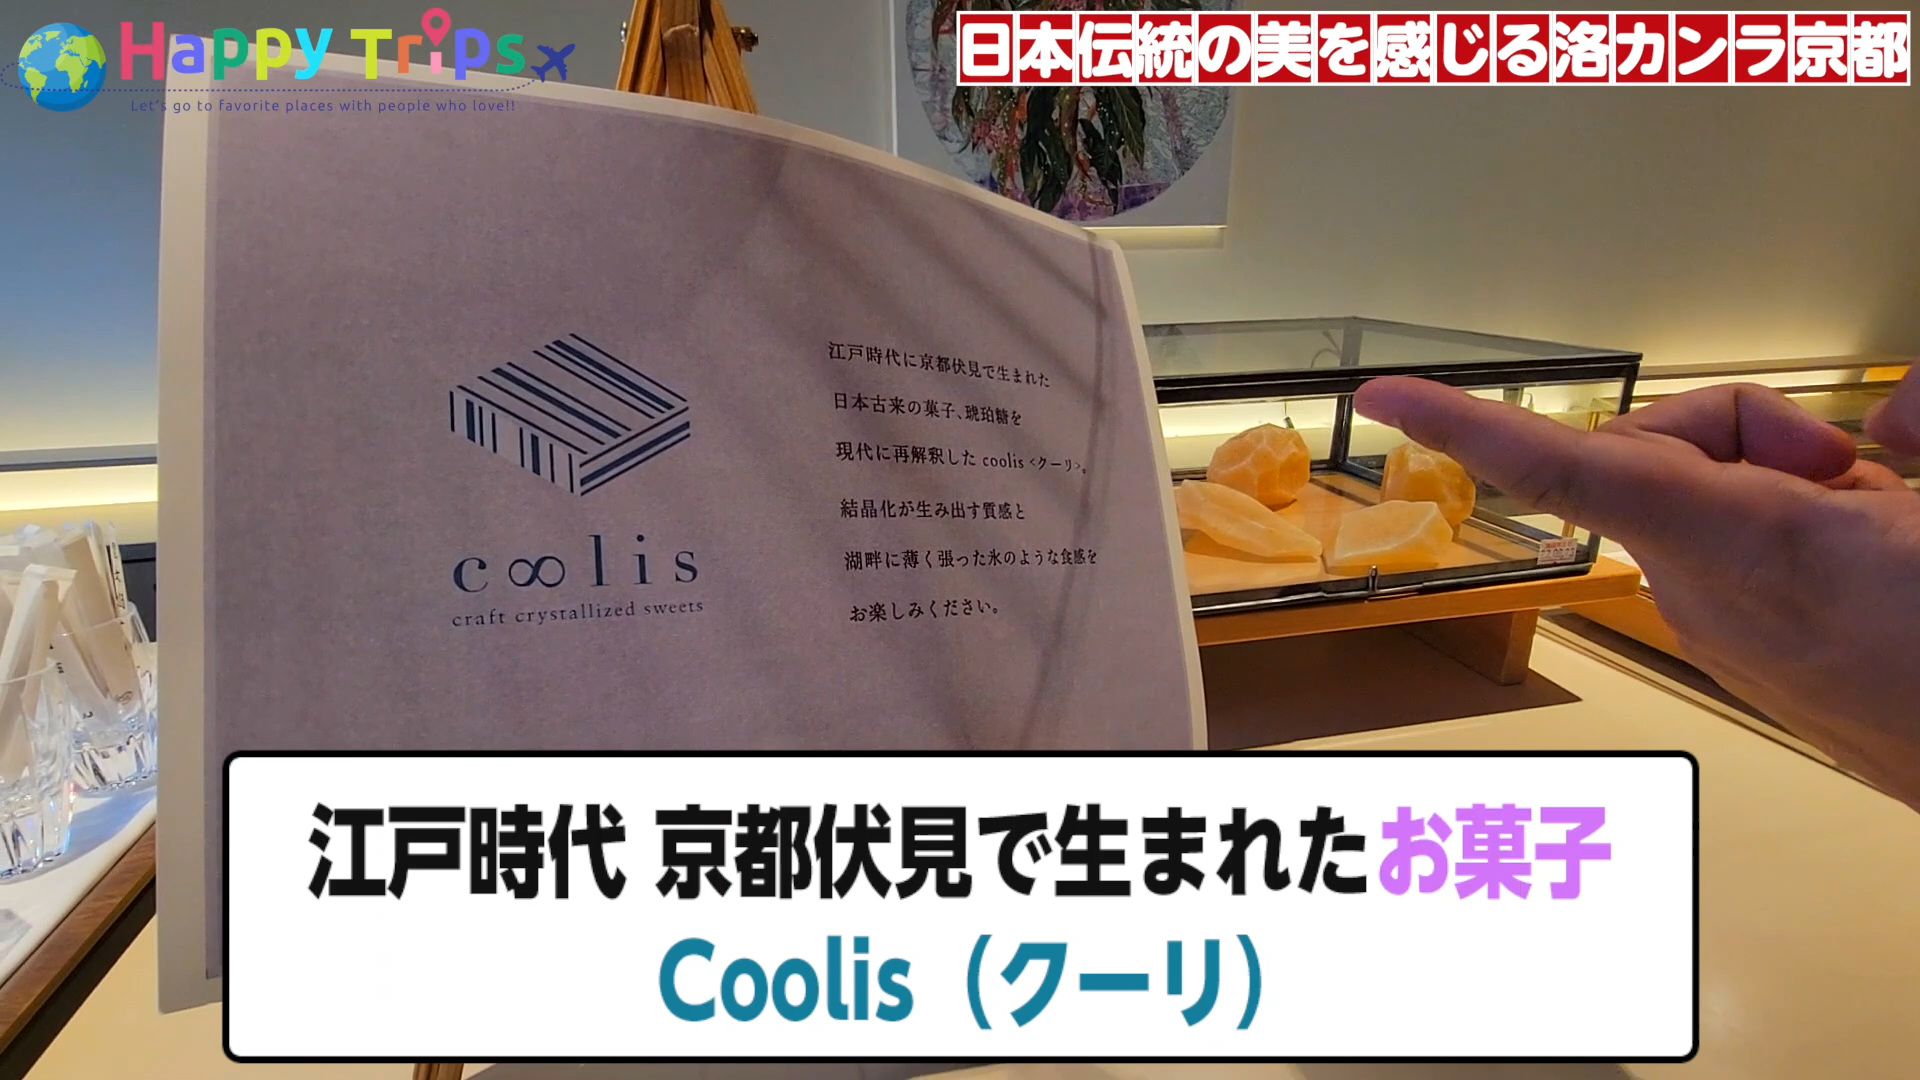 Happy Trips
Let's go to favorite places with people who love!!
日本伝統の美を感じる洛カンラ京都
江戸時代に京都伏見で生まれた
日本古来の菓子、琥珀糖を
現代に再解釈した coolis <クーリ>。
結晶化が生み出す質感と
湖畔に薄く張った氷のような食感を
お楽しみください。
c∞lis
craft crystallized sweets
江戸時代 京都伏見で生まれたお菓子
Coolis（クーリ）